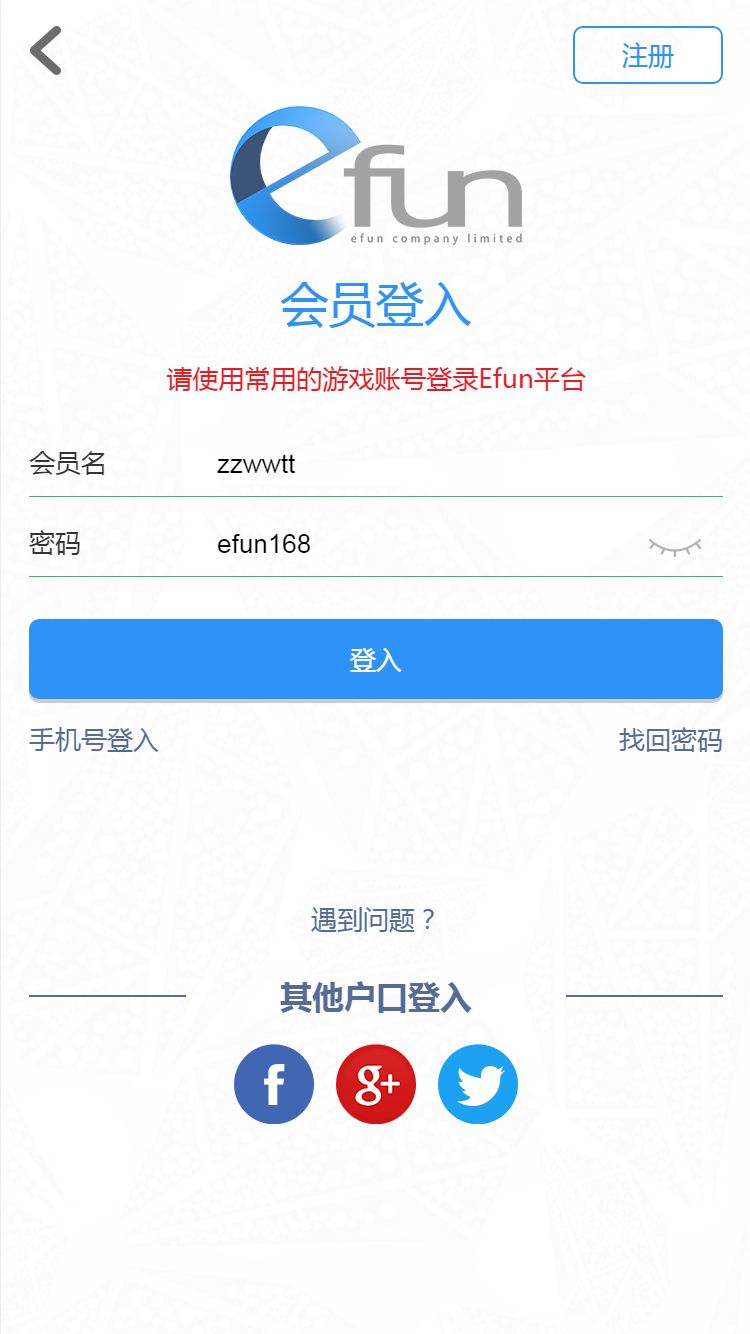 注册
efun
efun company limited
会员登入
请使用常用的游戏账号登录Efun平台
会员名 zzwwtt
密码 efun168
登入
手机号登入 找回密码
遇到问题？
其他户口登入
f g+